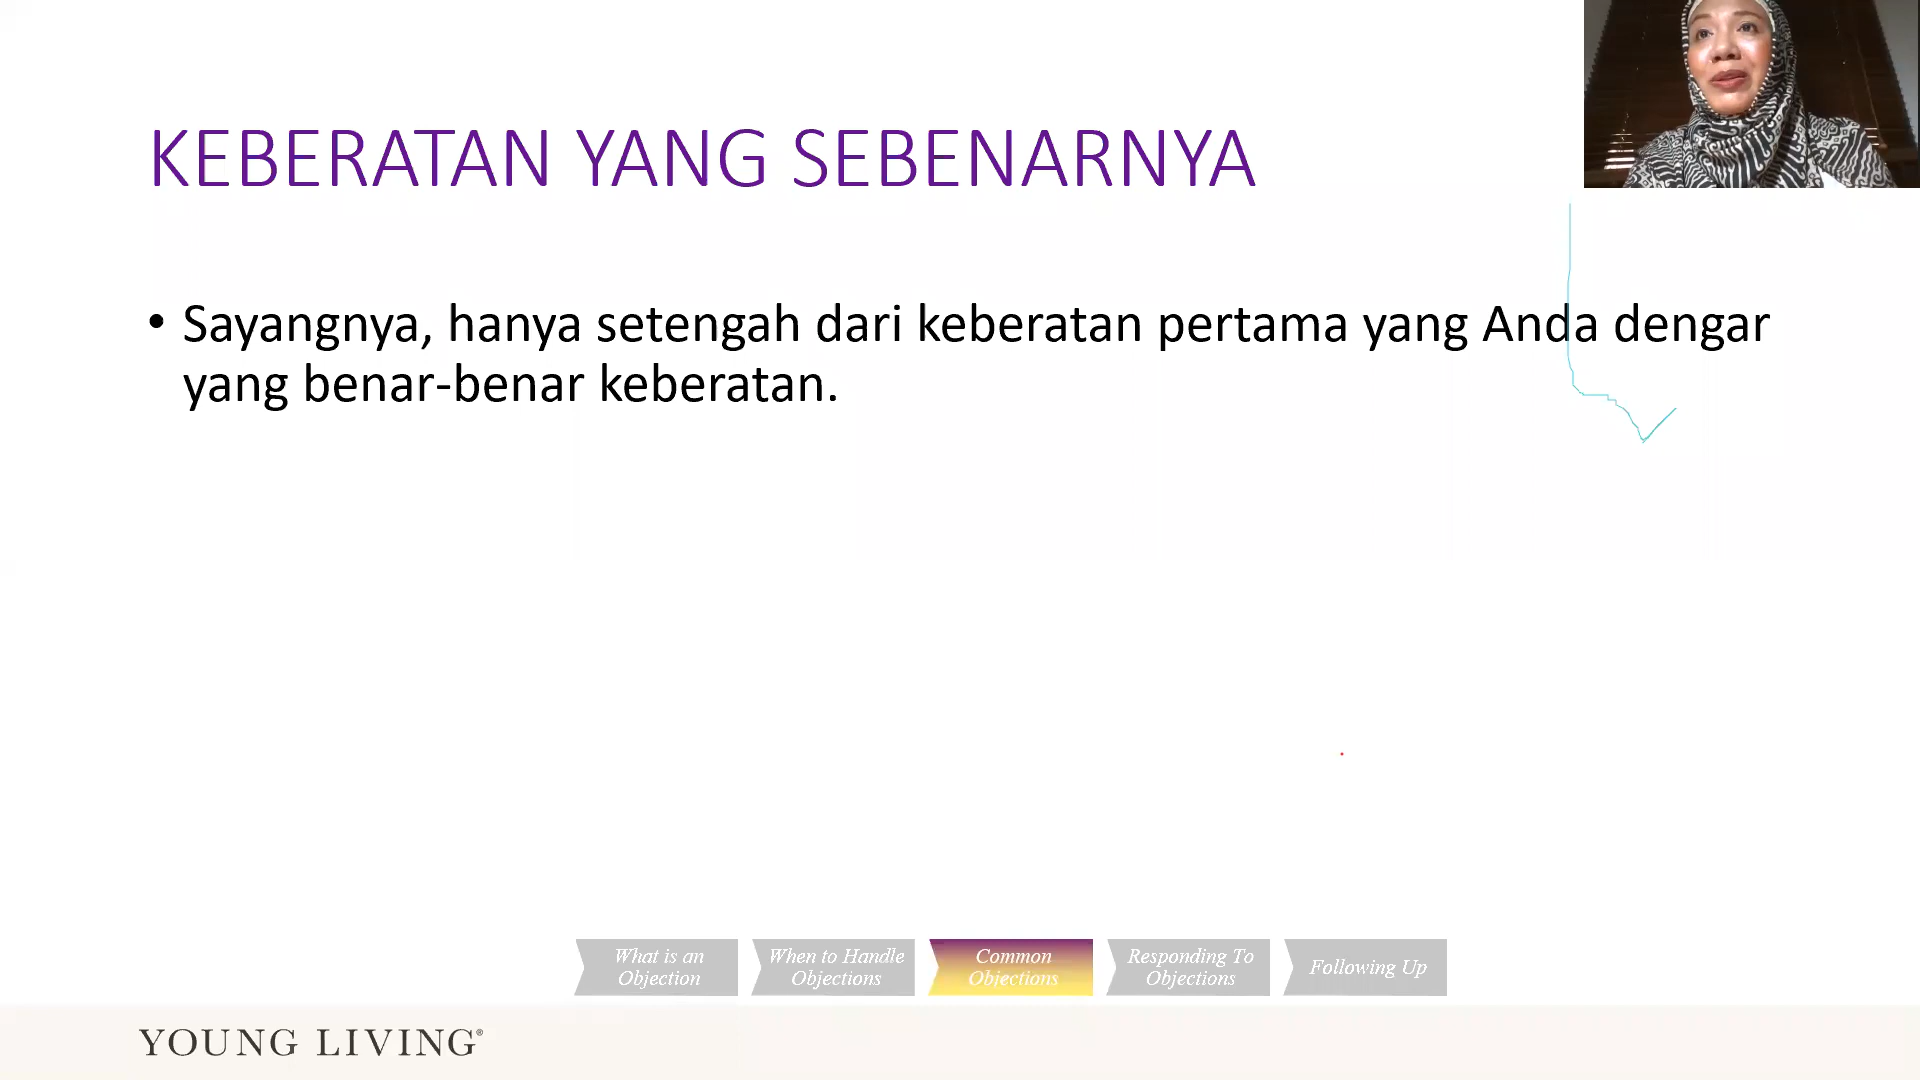 KEBERATAN YANG SEBENARNYA
• Sayangnya, hanya setengah dari keberatan pertama yang Anda dengar
yang benar-benar keberatan.
What is an
Objection
When to Handle
Objections
Common
Objections
Responding To
Objections
Following Up
YOUNG LIVING®